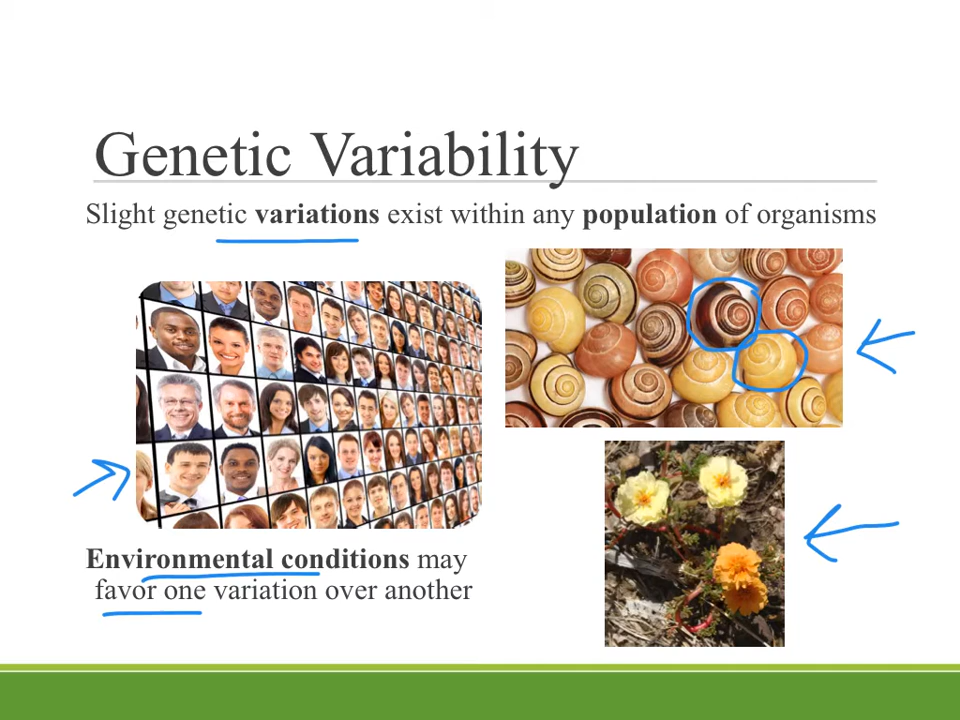 Genetic Variability
Slight genetic variations exist within any population of organisms
Environmental conditions may
favor one variation over another